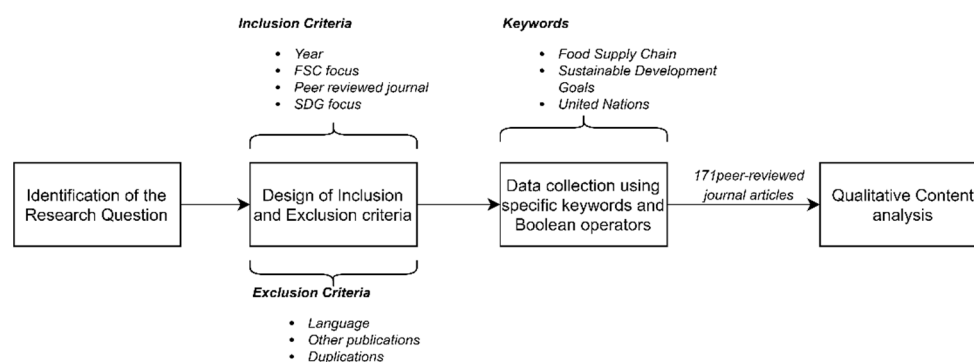 Inclusion Criteria
• Year
• FSC focus
• Peer reviewed journal
• SDG focus
Keywords
• Food Supply Chain
• Sustainable Development
Goals
• United Nations
Identification of the
Research Question
Design of Inclusion
and Exclusion criteria
Data collection using
specific keywords and
Boolean operators
171peer-reviewed
journal articles
Qualitative Content
analysis
Exclusion Criteria
• Language
• Other publications
• Duplications